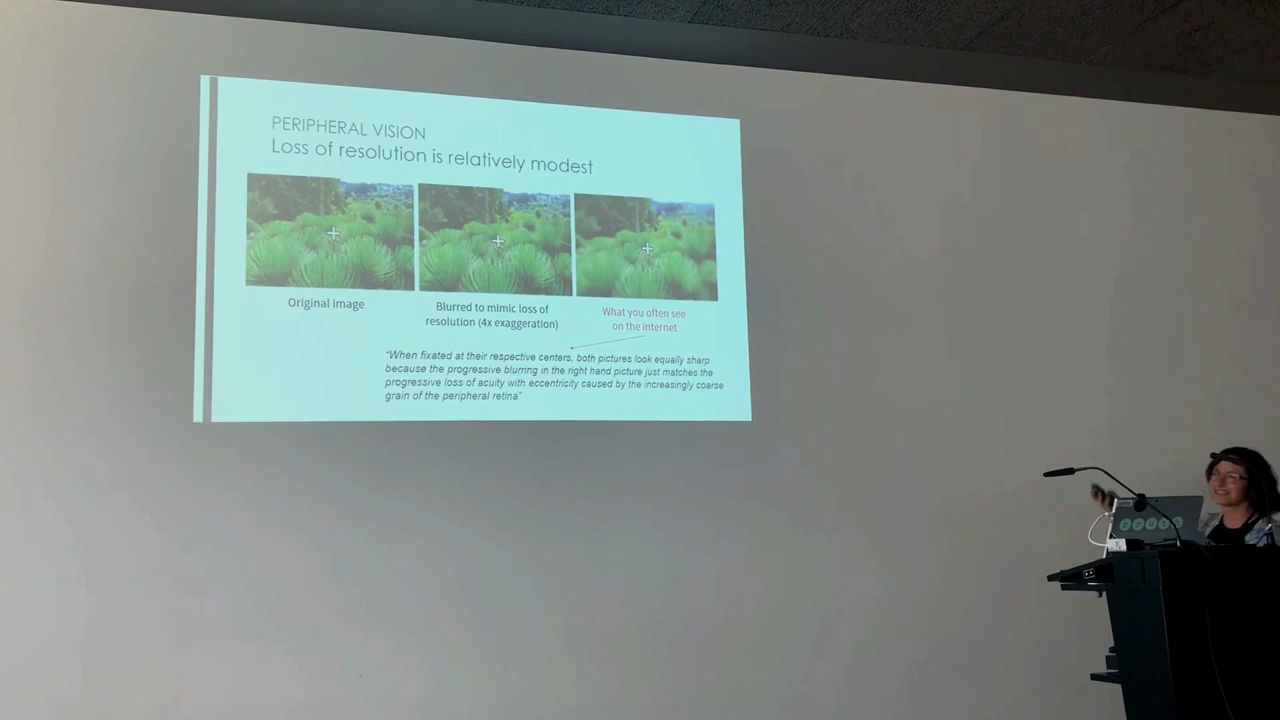 PERIPHERAL VISION
Loss of resolution is relatively modest
Original image
Blurred to mimic loss of
resolution (4x exaggeration)
What you often see
on the internet
"When fixated at their respective centers, both pictures look equally sharp
because the progressive blurring in the right hand picture just matches the
progressive loss of acuity with eccentricity caused by the increasingly coarse
grain of the peripheral retina"